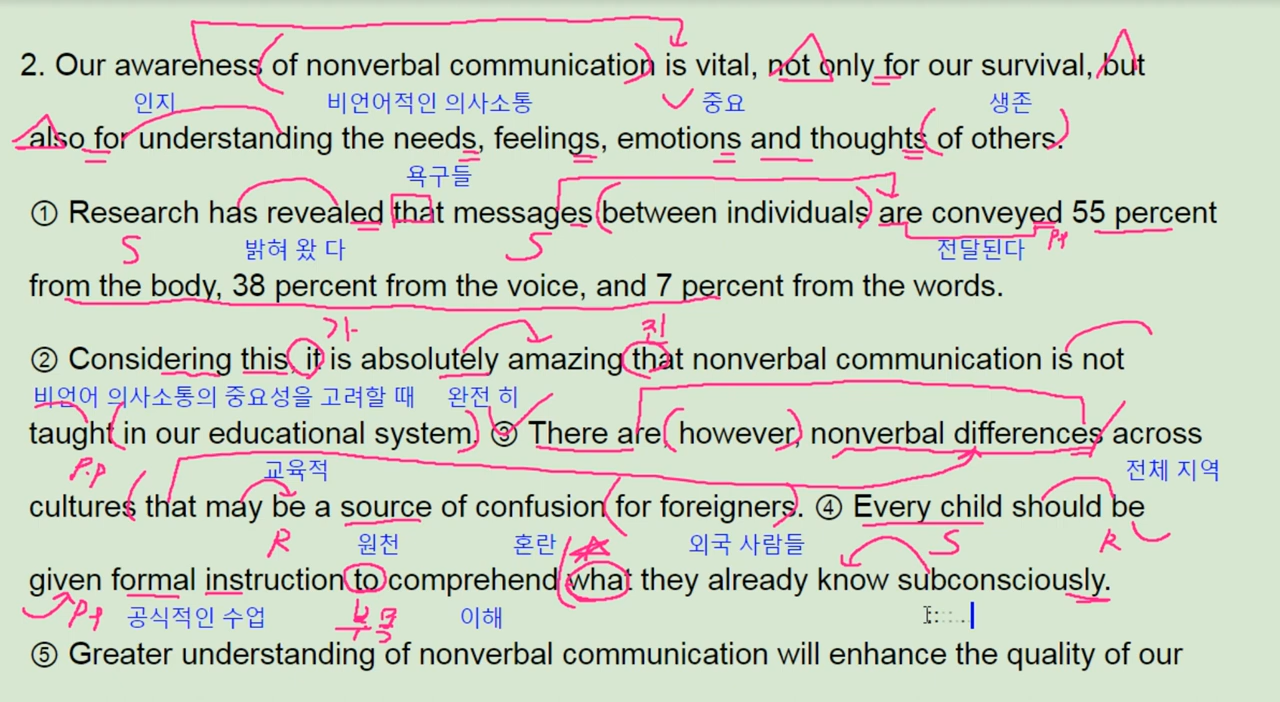 2. Our awareness of nonverbal communication is vital, not only for our survival, but
인지 비언어적인 의사소통 중요 생존
also for understanding the needs, feelings, emotions and thoughts of others.
욕구들
① Research has revealed that messages between individuals are conveyed 55 percent
S 밝혀 왔 다 S 전달된다 P.P
from the body, 38 percent from the voice, and 7 percent from the words.
가 진
② Considering this, it is absolutely amazing that nonverbal communication is not
비언어 의사소통의 중요성을 고려할 때 완전 히
taught in our educational system. ③ There are, however, nonverbal differences across
P.P 교육적 전체 지역
cultures that may be a source of confusion for foreigners. ④ Every child should be
R 원천 혼란 외국 사람들 S R
given formal instruction to comprehend what they already know subconsciously.
P.P 공식적인 수업 이해
⑤ Greater understanding of nonverbal communication will enhance the quality of our